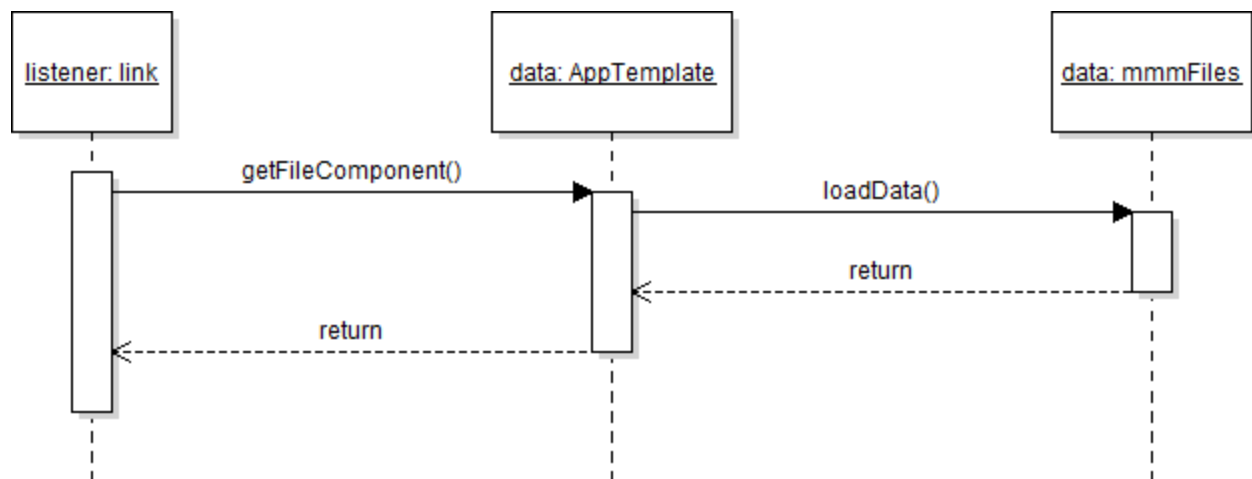 listener: link
data: AppTemplate
data: mmmFiles
getFileComponent()
loadData()
return
return